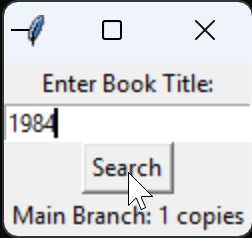 Enter Book Title:
1984
Search
Main Branch: 1 copies